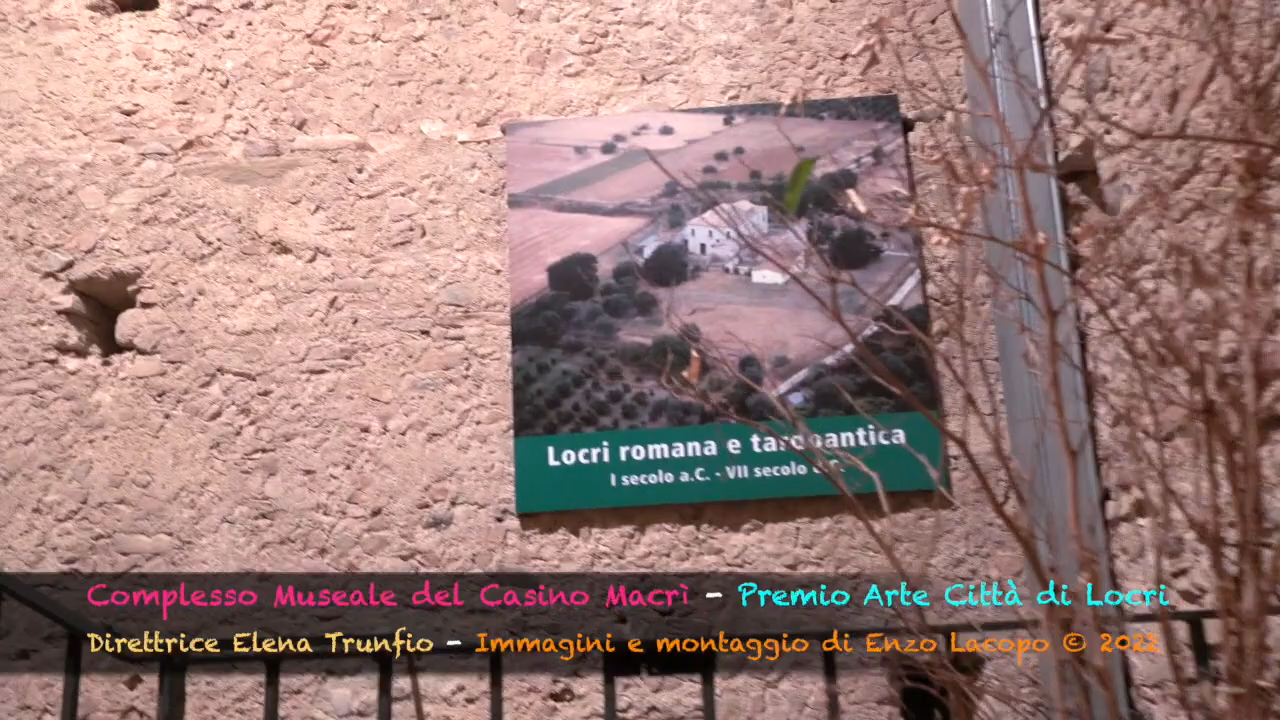 Locri romana e tardoantica
I secolo a.C. - VII secolo d.C.
Complesso Museale del Casino Macrì - Premio Arte Città di Locri
Direttrice Elena Trunfio - Immagini e montaggio di Enzo Lacopo © 2022